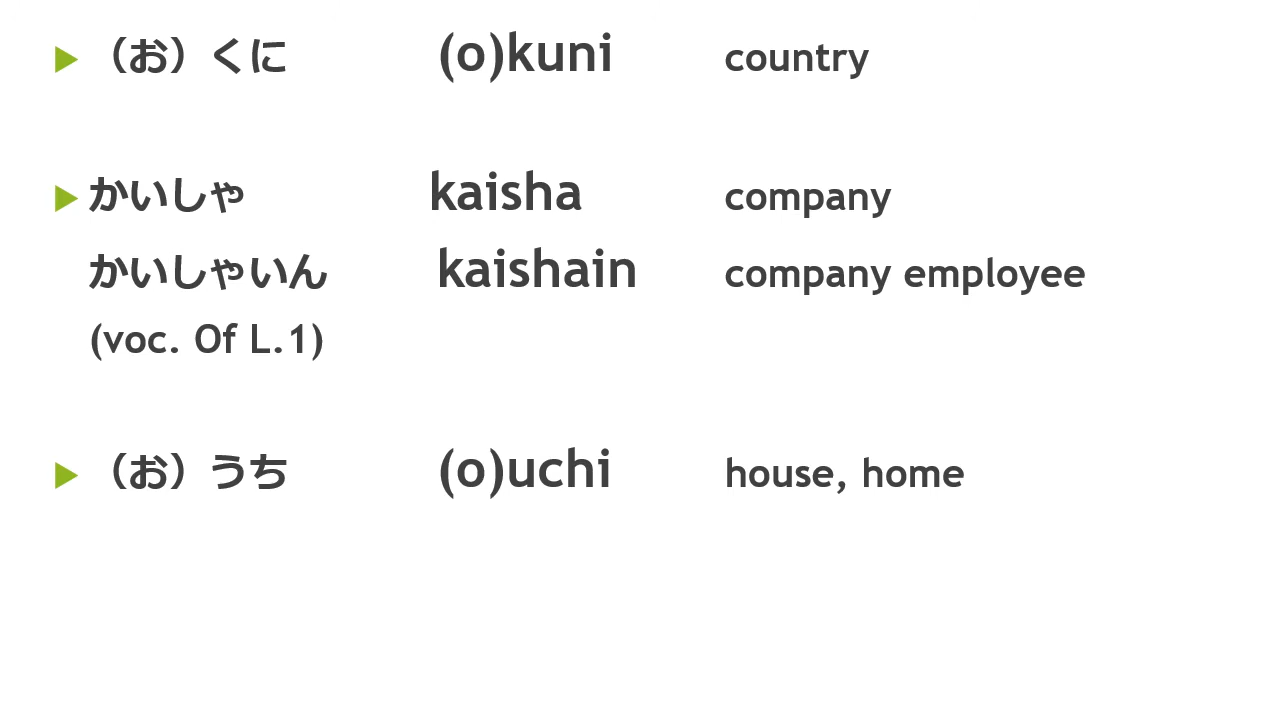 （お）くに (o)kuni country
かいしゃ kaisha company
かいしゃいん kaishain company employee
(voc. Of L.1)
（お）うち (o)uchi house, home